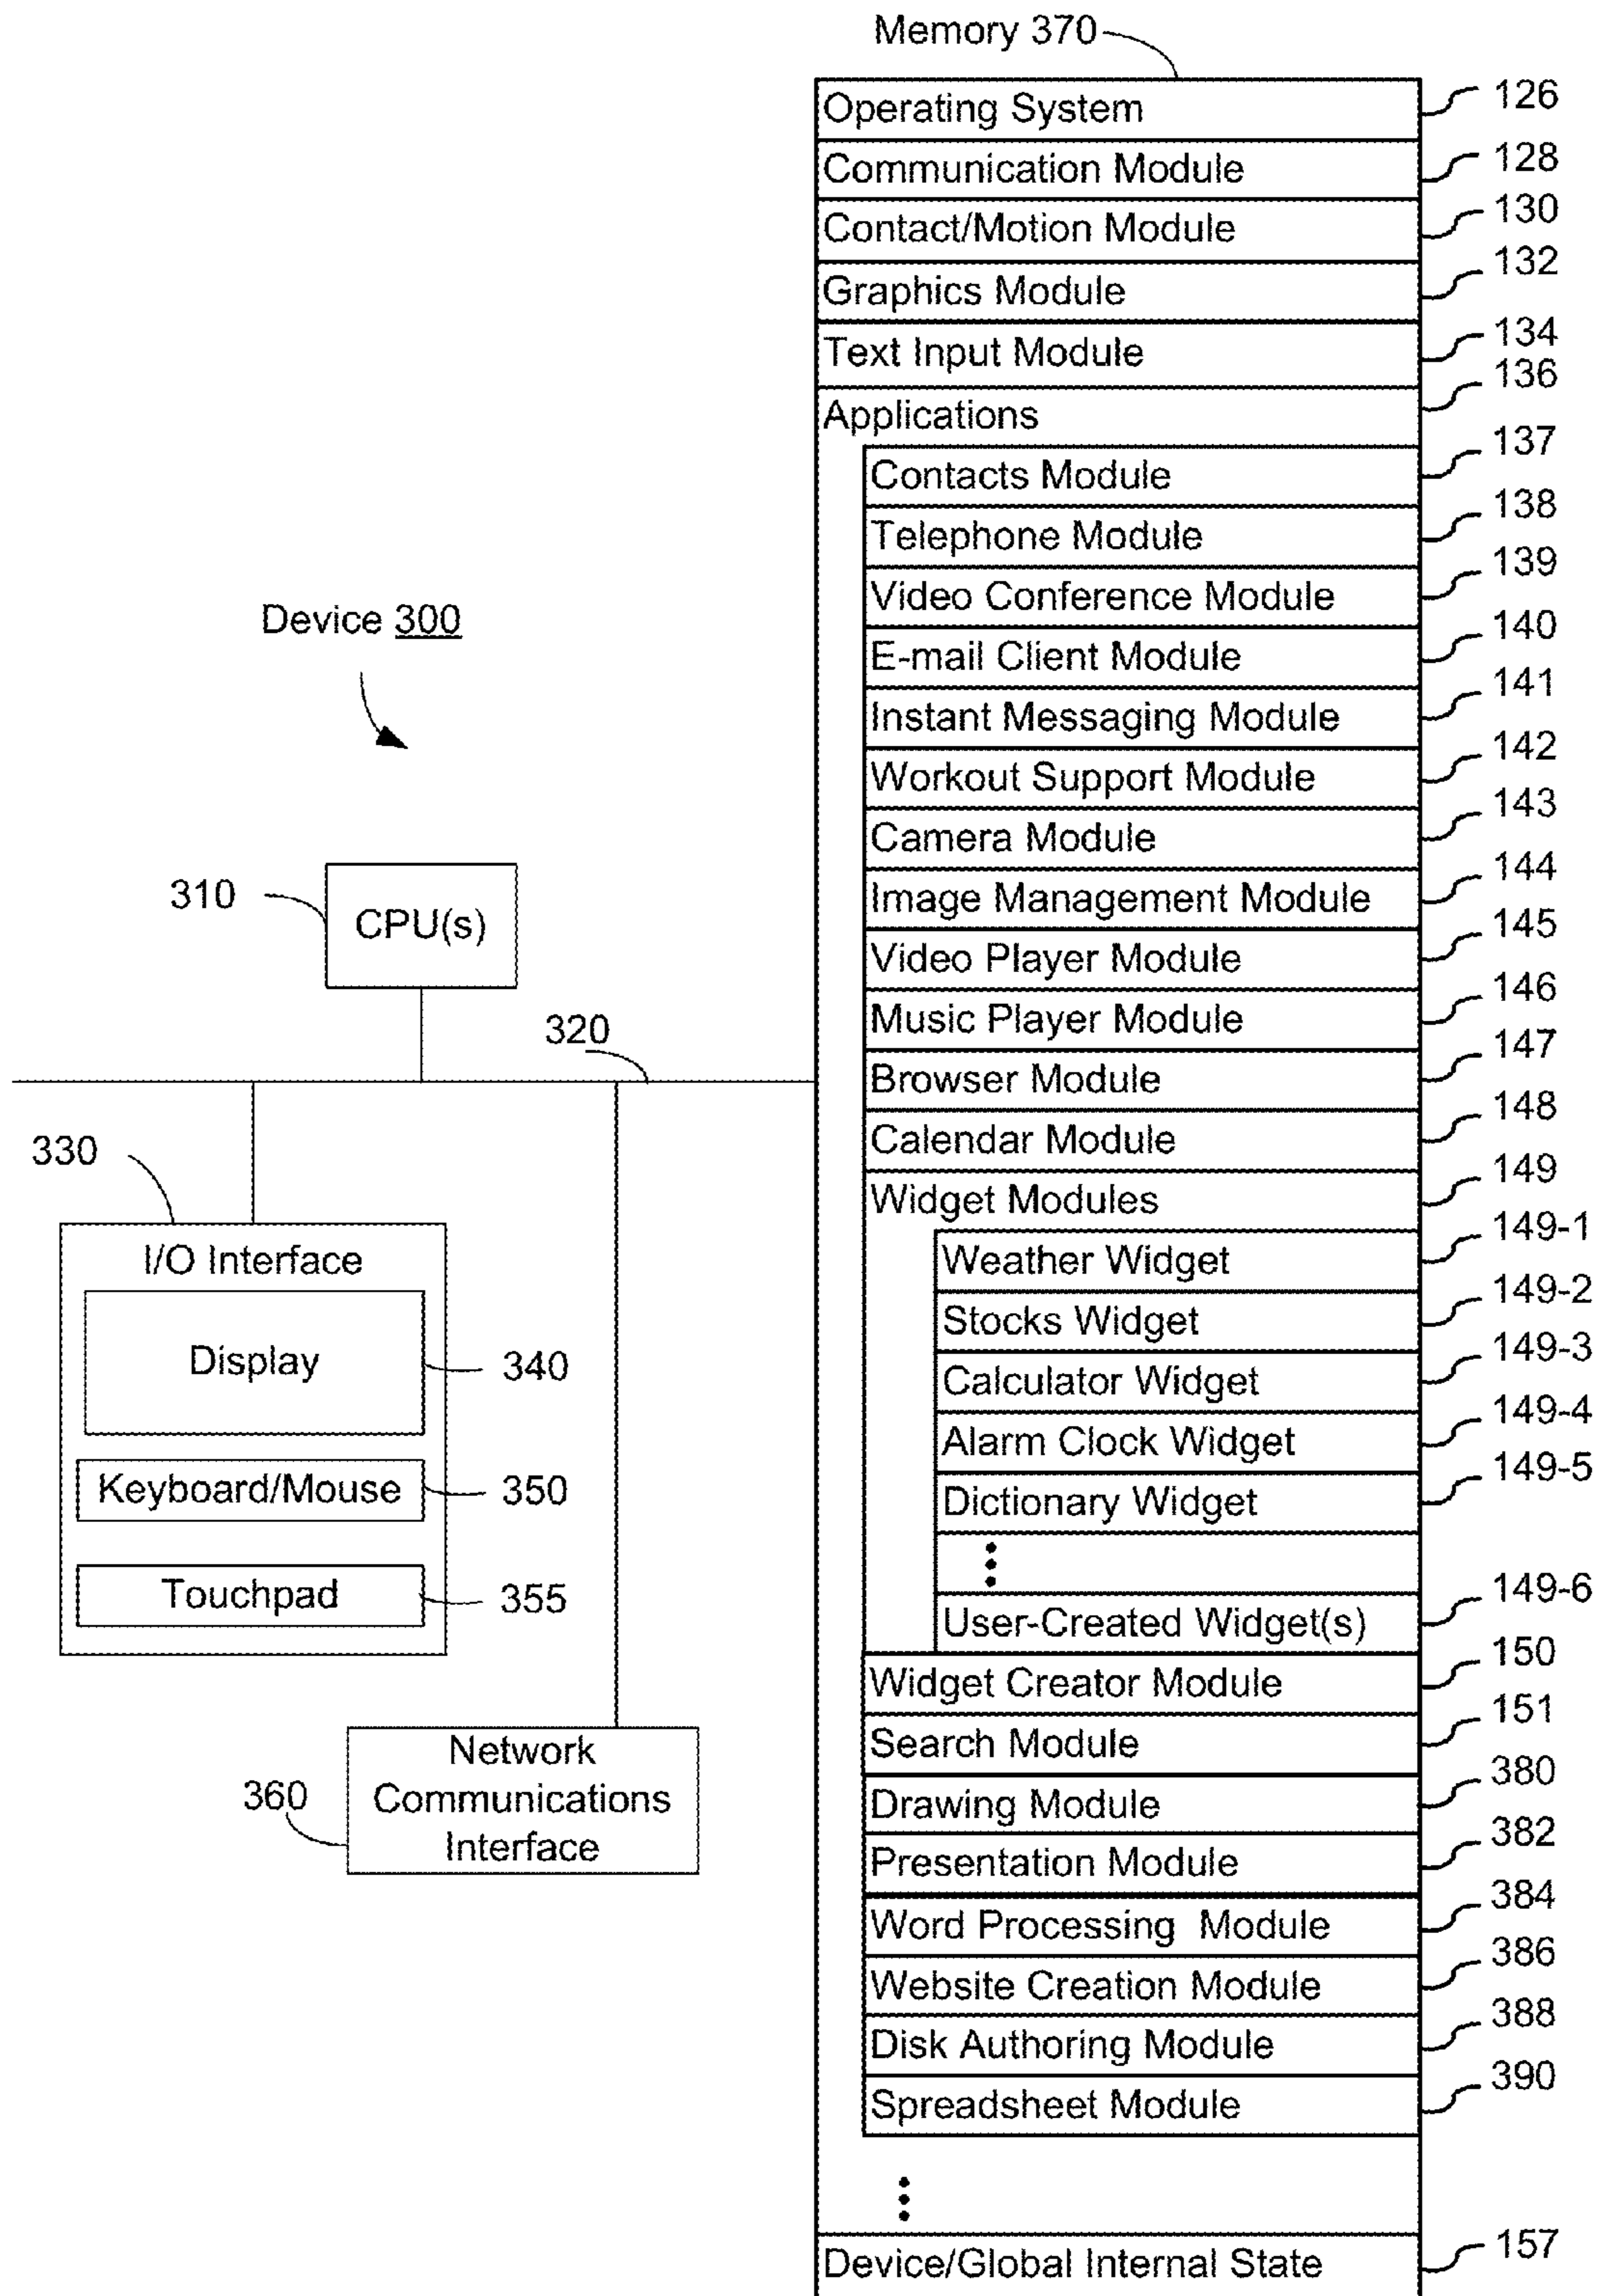 Memory 370
Operating System 126
Communication Module 128
Contact/Motion Module 130
Graphics Module 132
Text Input Module 134
Applications 136
Contacts Module 137
Telephone Module 138
Video Conference Module 139
E-mail Client Module 140
Instant Messaging Module 141
Workout Support Module 142
Camera Module 143
Image Management Module 144
Video Player Module 145
Music Player Module 146
Browser Module 147
Calendar Module 148
Widget Modules 149
Weather Widget 149-1
Stocks Widget 149-2
Calculator Widget 149-3
Alarm Clock Widget 149-4
Dictionary Widget 149-5
User-Created Widget(s) 149-6
Widget Creator Module 150
Search Module 151
Drawing Module 380
Presentation Module 382
Word Processing Module 384
Website Creation Module 386
Disk Authoring Module 388
Spreadsheet Module 390
Device/Global Internal State 157
Device 300
310
CPU(s)
320
330
I/O Interface
Display 340
Keyboard/Mouse 350
Touchpad 355
360
Network
Communications
Interface